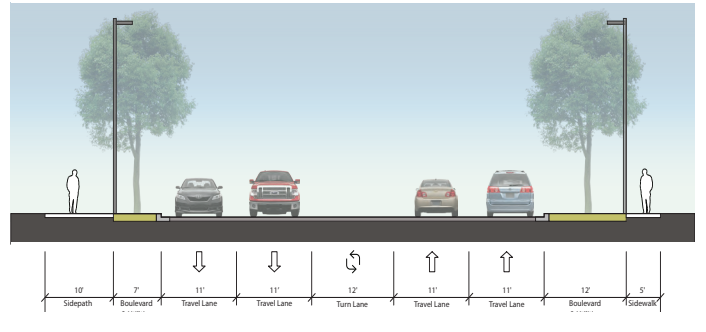 10' 7' 11' 11' 12' 11' 11' 12' 5'
Sidepath Boulevard Travel Lane Travel Lane Turn Lane Travel Lane Travel Lane Boulevard Sidewalk